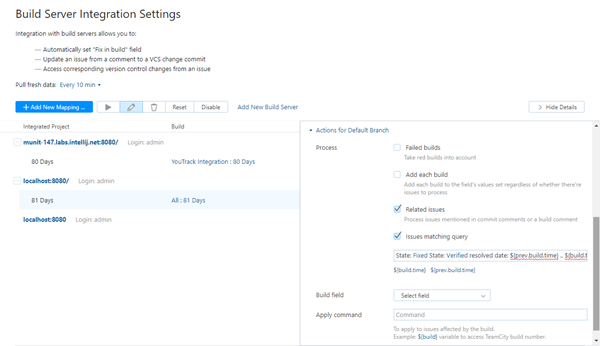 Build Server Integration Settings
Integration with build servers allows you to:
— Automatically set "Fix in build" field
— Update an issue from a comment to a VCS change commit
— Access corresponding version control changes from an issue
Pull fresh data: Every 10 min
+ Add New Mapping ... Reset Disable Add New Build Server > Hide Details
Integrated Project Build
munit-147.labs.intellij.net:8080/ Login: admin
80 Days YouTrack Integration : 80 Days
localhost:8080/ Login: admin
81 Days All : 81 Days
localhost:8080 Login: admin
Actions for Default Branch
Process Failed builds
Take red builds into account
Add each build
Add each build to the field's values set regardless of whether there're
issues to process
Related issues
Process issues mentioned in commit comments or a build comment
Issues matching query
State: Fixed State: Verified resolved date: ${prev.build.time} .. ${build.t
${build.time} ${prev.build.time}
Build field Select field
Apply command Command
To apply to issues affected by the build.
Example: ${build} variable to access TeamCity build number.